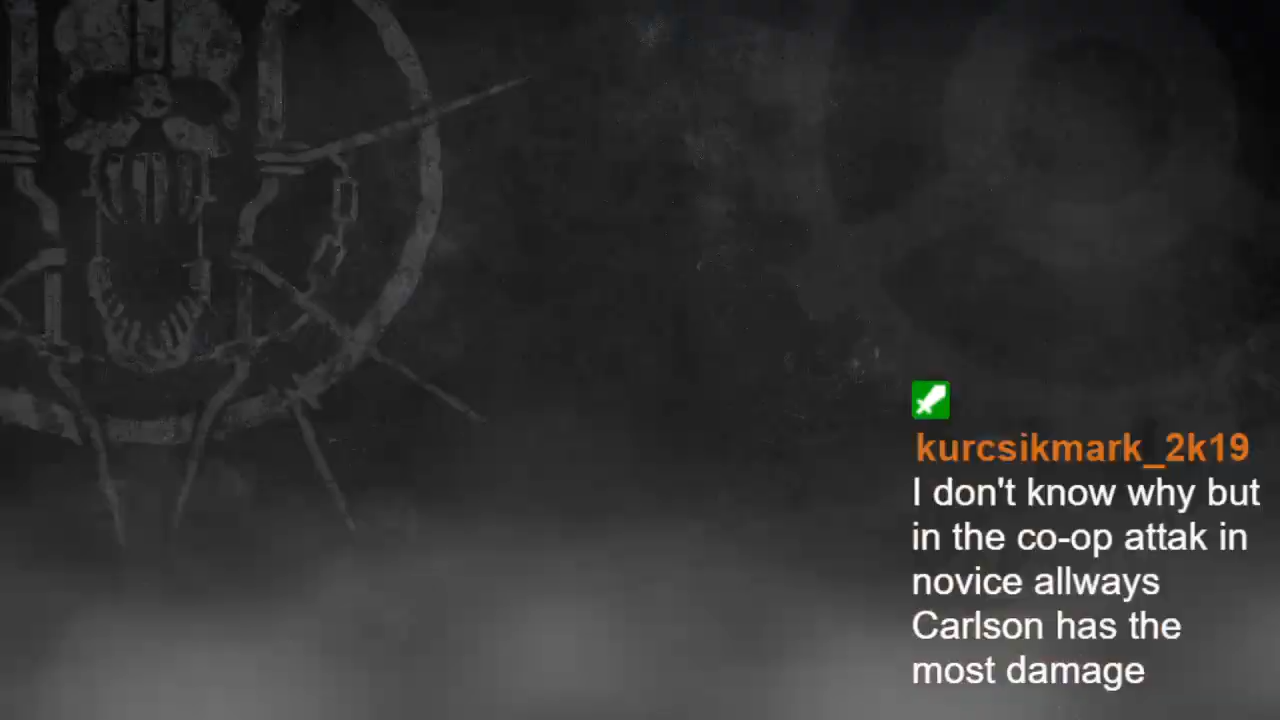 kurcsikmark_2k19
I don't know why but
in the co-op attak in
novice allways
Carlson has the
most damage